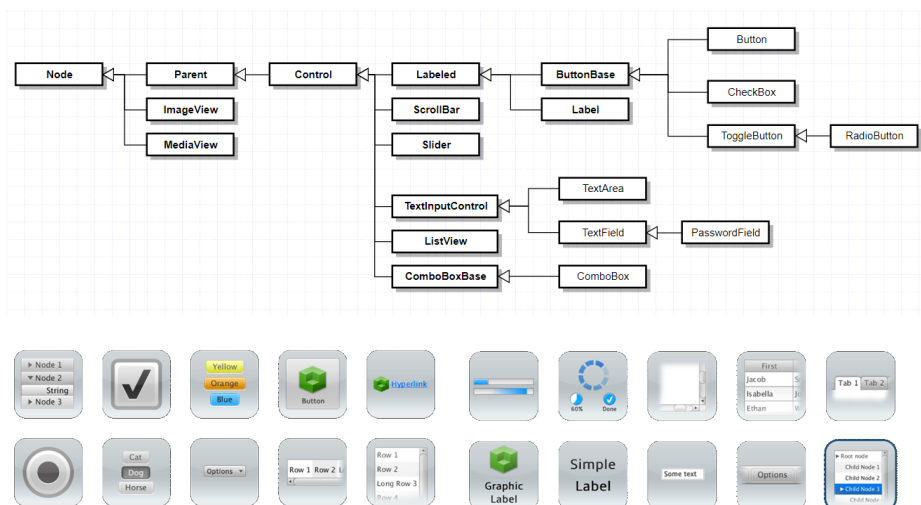 Button
Node
Parent
Control
Labeled
ButtonBase
CheckBox
ImageView
ScrollBar
Label
MediaView
Slider
ToggleButton
RadioButton
TextArea
TextInputControl
ListView
TextField
PasswordField
ComboBoxBase
ComboBox
Node 1
Node 2
String
Node 3
Yellow
Orange
Blue
Button
Hyperlink
60%
Done
First
Jacob
Isabella
Ethan
Tab 1
Tab 2
Cat
Dog
Horse
Options
Row 1
Row 2
Row 1
Row 2
Long Row 3
Row 4
Graphic
Label
Simple
Label
Some text
Options
Root node
Child Node 1
Child Node 2
Child Node 3
Child Node